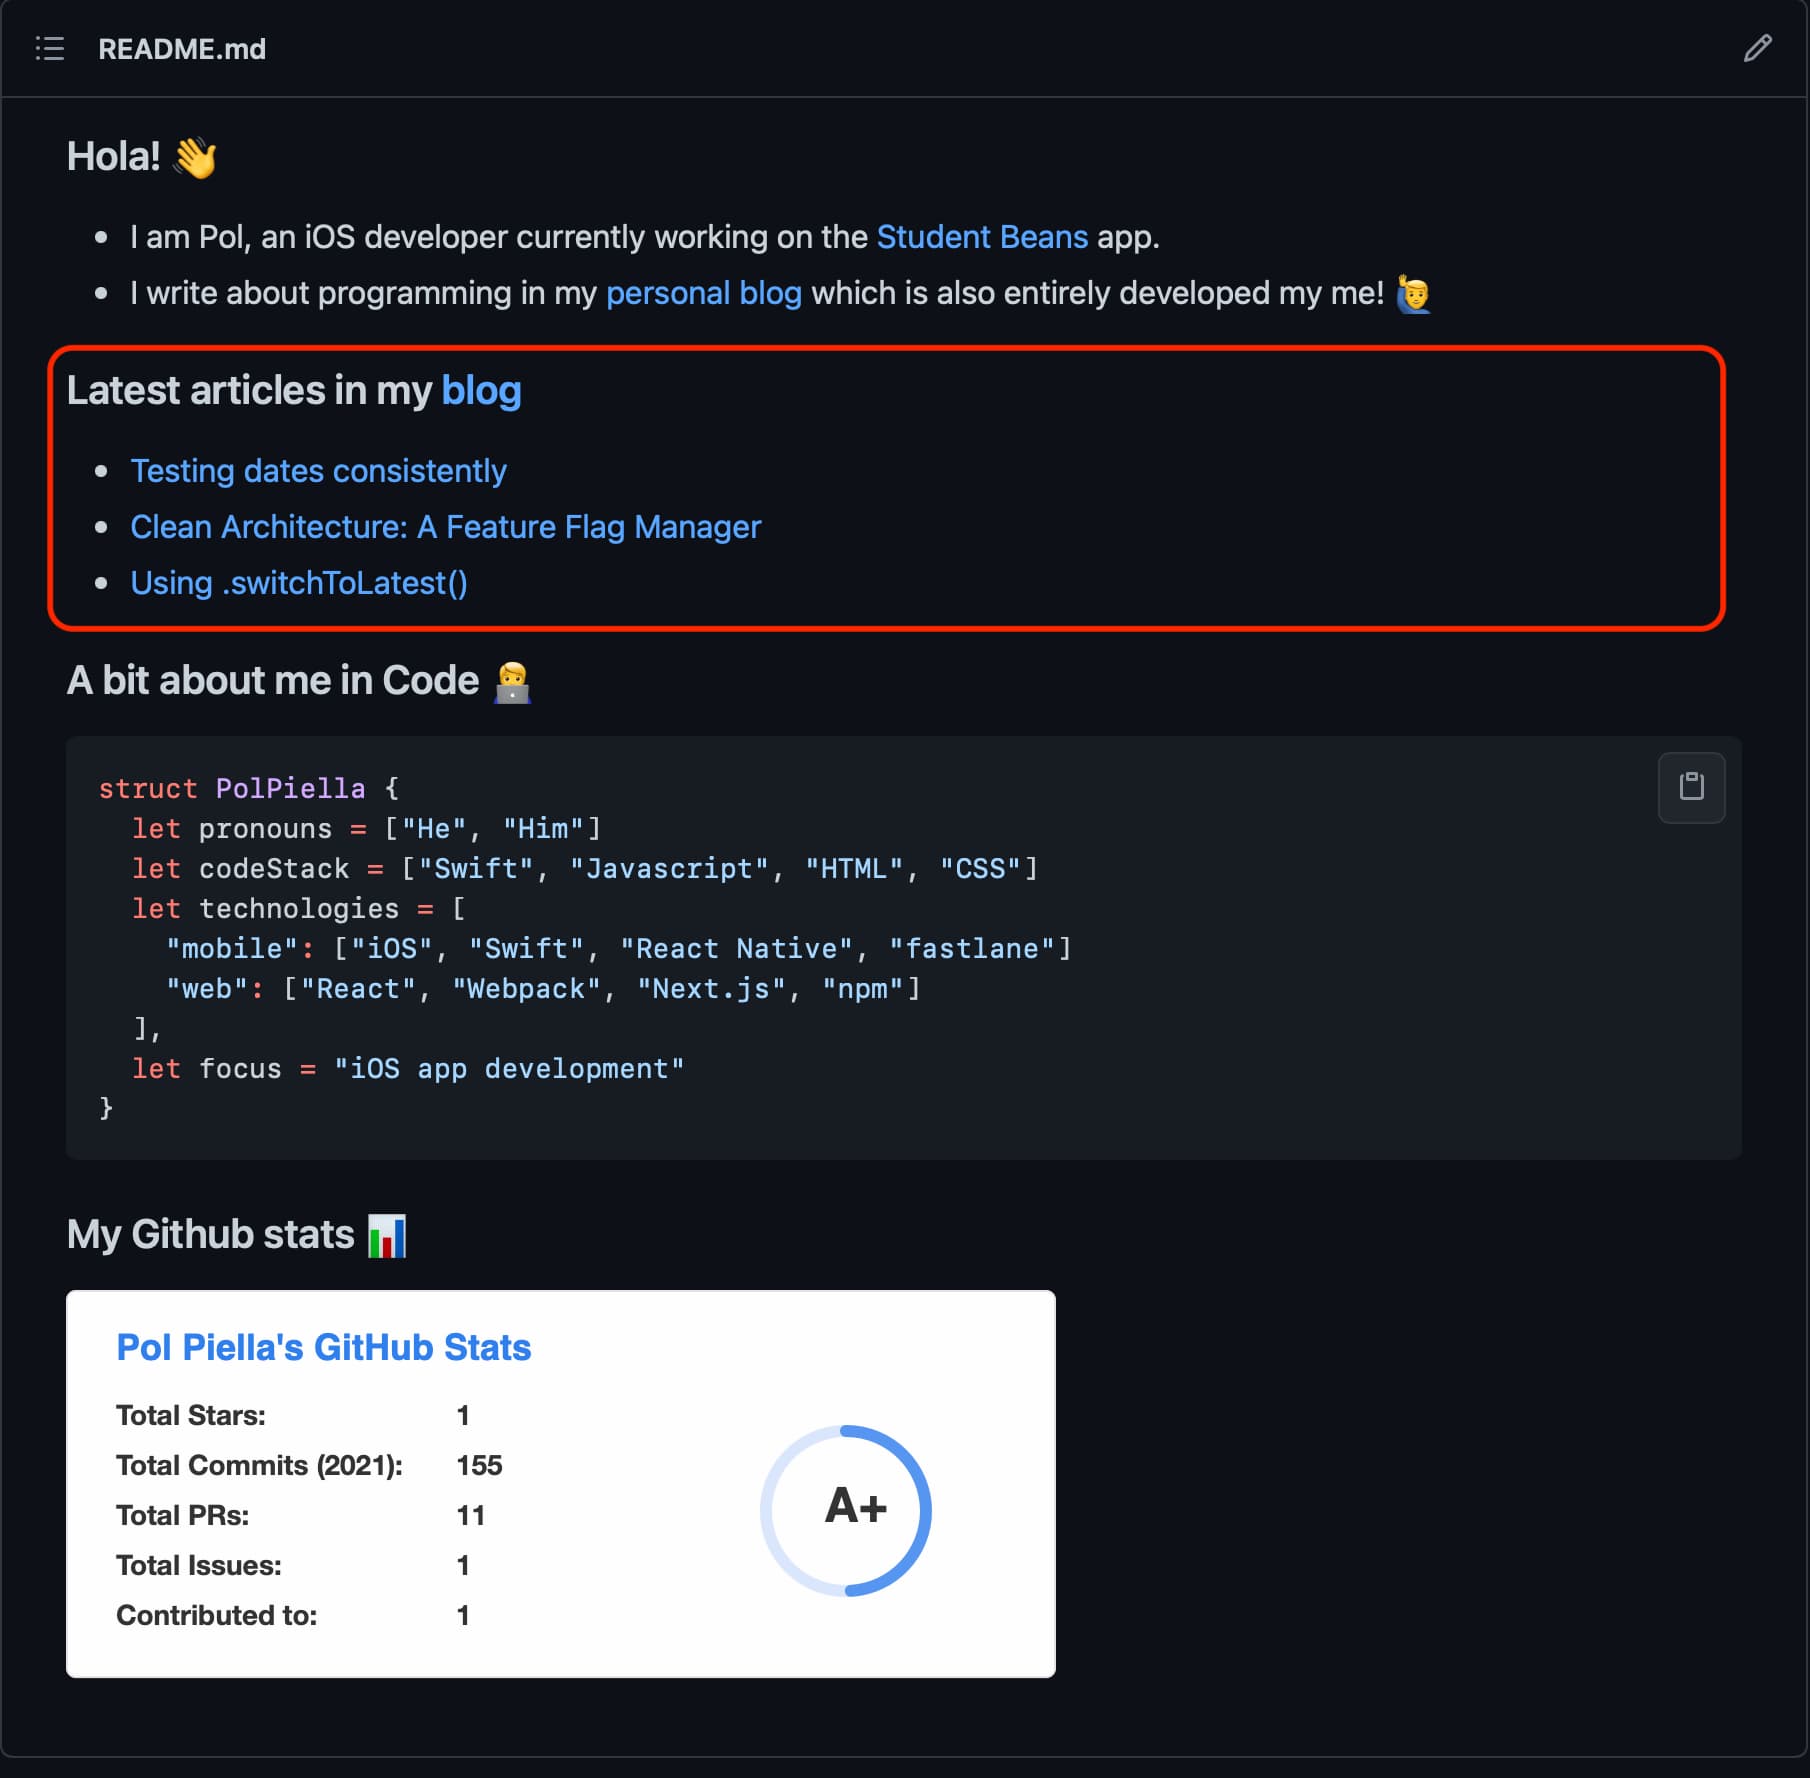 README.md
Hola! 👋
I am Pol, an iOS developer currently working on the Student Beans app.
I write about programming in my personal blog which is also entirely developed my me! 🙋‍♂️
Latest articles in my blog
Testing dates consistently
Clean Architecture: A Feature Flag Manager
Using .switchToLatest()
A bit about me in Code 👨‍💻
struct PolPiella {
  let pronouns = ["He", "Him"]
  let codeStack = ["Swift", "Javascript", "HTML", "CSS"]
  let technologies = [
    "mobile": ["iOS", "Swift", "React Native", "fastlane"]
    "web": ["React", "Webpack", "Next.js", "npm"]
  ],
  let focus = "iOS app development"
}
My Github stats 📊
Pol Piella's GitHub Stats
Total Stars: 1
Total Commits (2021): 155
Total PRs: 11
Total Issues: 1
Contributed to: 1
A+